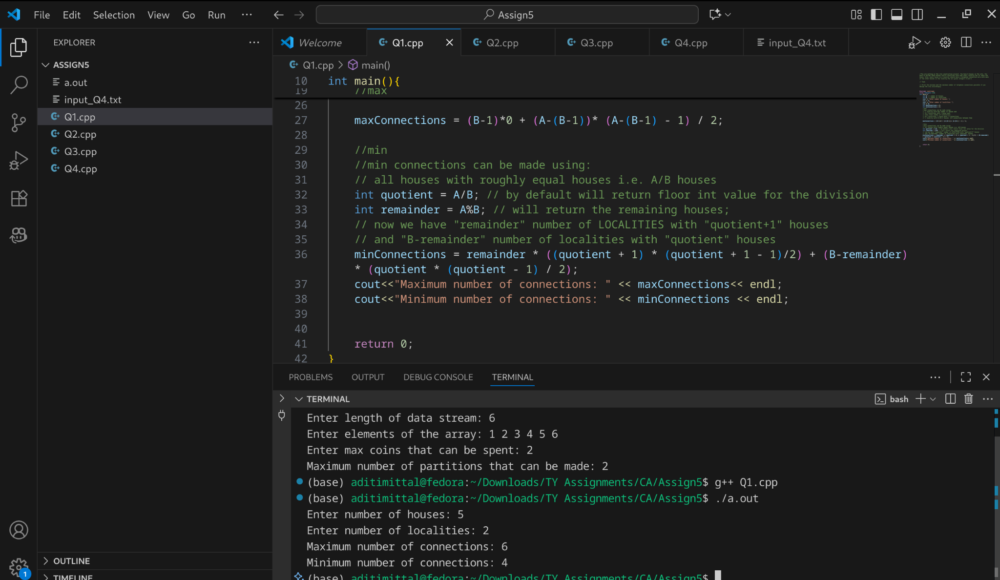 File Edit Selection View Go Run ··· Assign5
EXPLORER
ASSIGN5
a.out
input_Q4.txt
Q1.cpp
Q2.cpp
Q3.cpp
Q4.cpp
OUTLINE
TIMELINE
1
Welcome Q1.cpp Q2.cpp Q3.cpp Q4.cpp input_Q4.txt
Q1.cpp > main()
10 int main(){
19 //max
26
27 maxConnections = (B-1)*0 + (A-(B-1))* (A-(B-1) - 1) / 2;
28
29 //min
30 //min connections can be made using:
31 // all houses with roughly equal houses i.e. A/B houses
32 int quotient = A/B; // by default will return floor int value for the division
33 int remainder = A%B; // will return the remaining houses;
34 // now we have "remainder" number of LOCALITIES with "quotient+1" houses
35 // and "B-remainder" number of localities with "quotient" houses
36 minConnections = remainder * ((quotient + 1) * (quotient + 1 - 1)/2) + (B-remainder)
* (quotient * (quotient - 1) / 2);
37 cout<<"Maximum number of connections: " << maxConnections<< endl;
38 cout<<"Minimum number of connections: " << minConnections << endl;
39
40
41 return 0;
42 }
PROBLEMS OUTPUT DEBUG CONSOLE TERMINAL
TERMINAL bash
Enter length of data stream: 6
Enter elements of the array: 1 2 3 4 5 6
Enter max coins that can be spent: 2
Maximum number of partitions that can be made: 2
(base) aditimittal@fedora:~/Downloads/TY Assignments/CA/Assign5$ g++ Q1.cpp
(base) aditimittal@fedora:~/Downloads/TY Assignments/CA/Assign5$ ./a.out
Enter number of houses: 5
Enter number of localities: 2
Maximum number of connections: 6
Minimum number of connections: 4
(base) aditimittal@fedora:~/Downloads/TY Assignments/CA/Assign5$